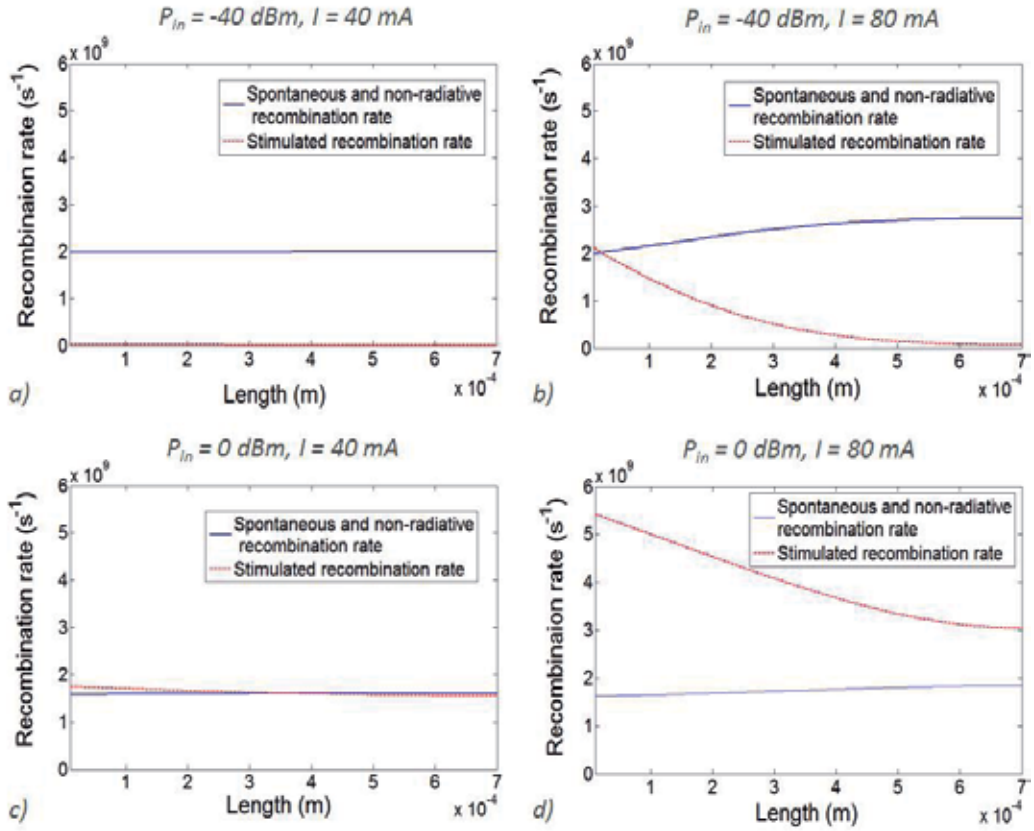 P_in = -40 dBm, I = 40 mA
x 10^9
Recombination rate (s^-1)
6
5
4
3
2
1
0
Spontaneous and non-radiative
recombination rate
Stimulated recombination rate
1 2 3 4 5 6 7
Length (m)
x 10^-4
a)
P_in = -40 dBm, I = 80 mA
x 10^9
Recombinaion rate (s^-1)
6
5
4
3
2
1
0
Spontaneous and non-radiative
recombination rate
Stimulated recombination rate
1 2 3 4 5 6 7
Length (m)
x 10^-4
b)
P_in = 0 dBm, I = 40 mA
x 10^9
Recombination rate (s^-1)
6
5
4
3
2
1
0
Spontaneous and non-radiative
recombination rate
Stimulated recombination rate
1 2 3 4 5 6 7
Length (m)
x 10^-4
c)
P_in = 0 dBm, I = 80 mA
x 10^9
Recombinaion rate (s^-1)
6
5
4
3
2
1
0
Spontaneous and non-radiative
recombination rate
Stimulated recombination rate
1 2 3 4 5 6 7
Length (m)
x 10^-4
d)